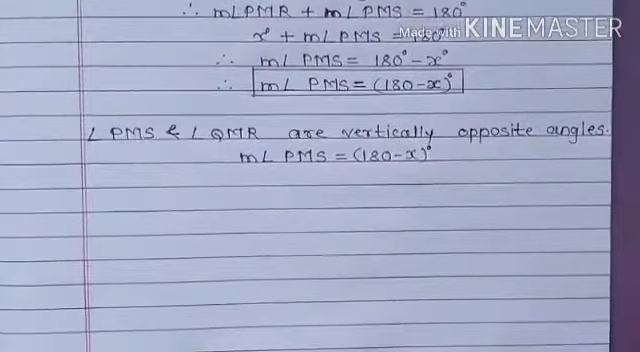 ∴ m∠PMR + m∠PMS = 180°
x° + m∠PMS = 180°
Made with KINEMASTER
∴ m∠ PMS = 180° - x°
∴ m∠ PMS = (180-x)°
∠ PMS & ∠ QMR are vertically opposite angles.
m∠ PMS = (180-x)°